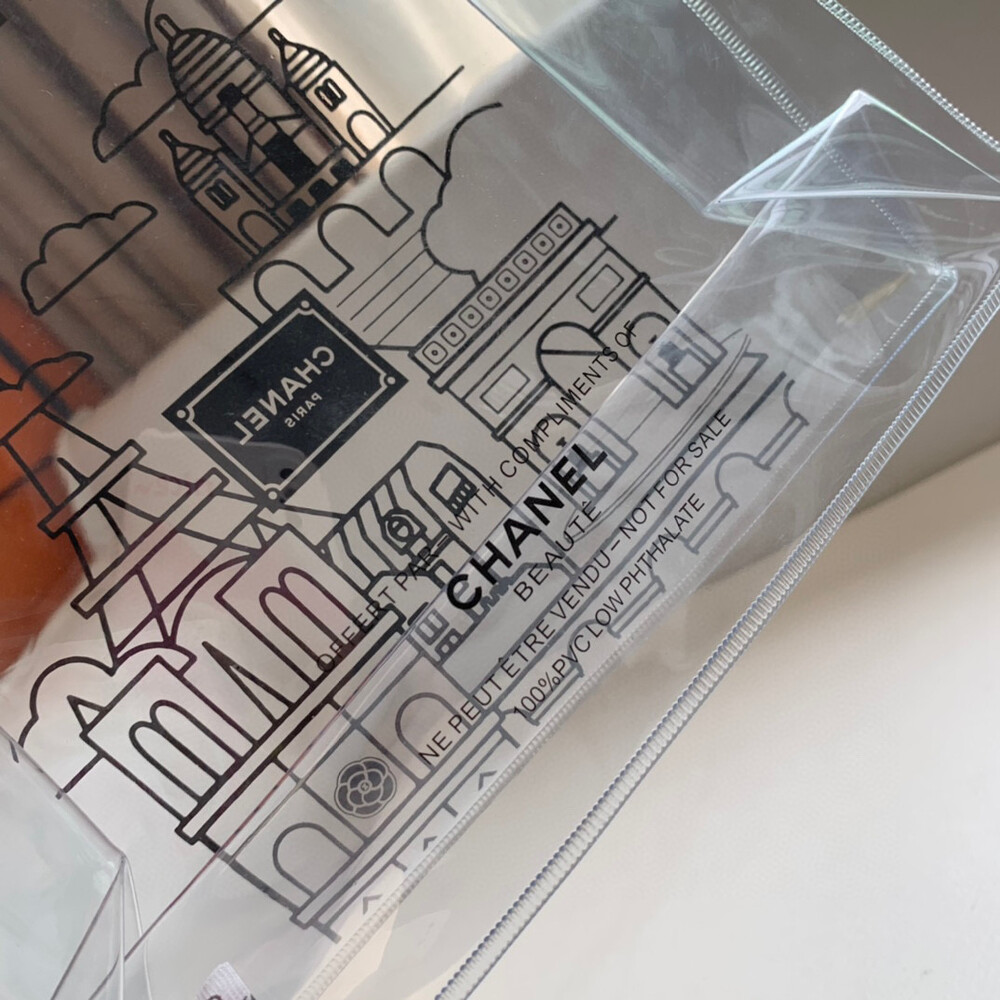 CHANEL
PARIS
OFFERT PAR – WITH COMPLIMENTS OF
CHANEL
BEAUTÉ
NE PEUT ÊTRE VENDU – NOT FOR SALE
100%PVC LOW PHTHALATE